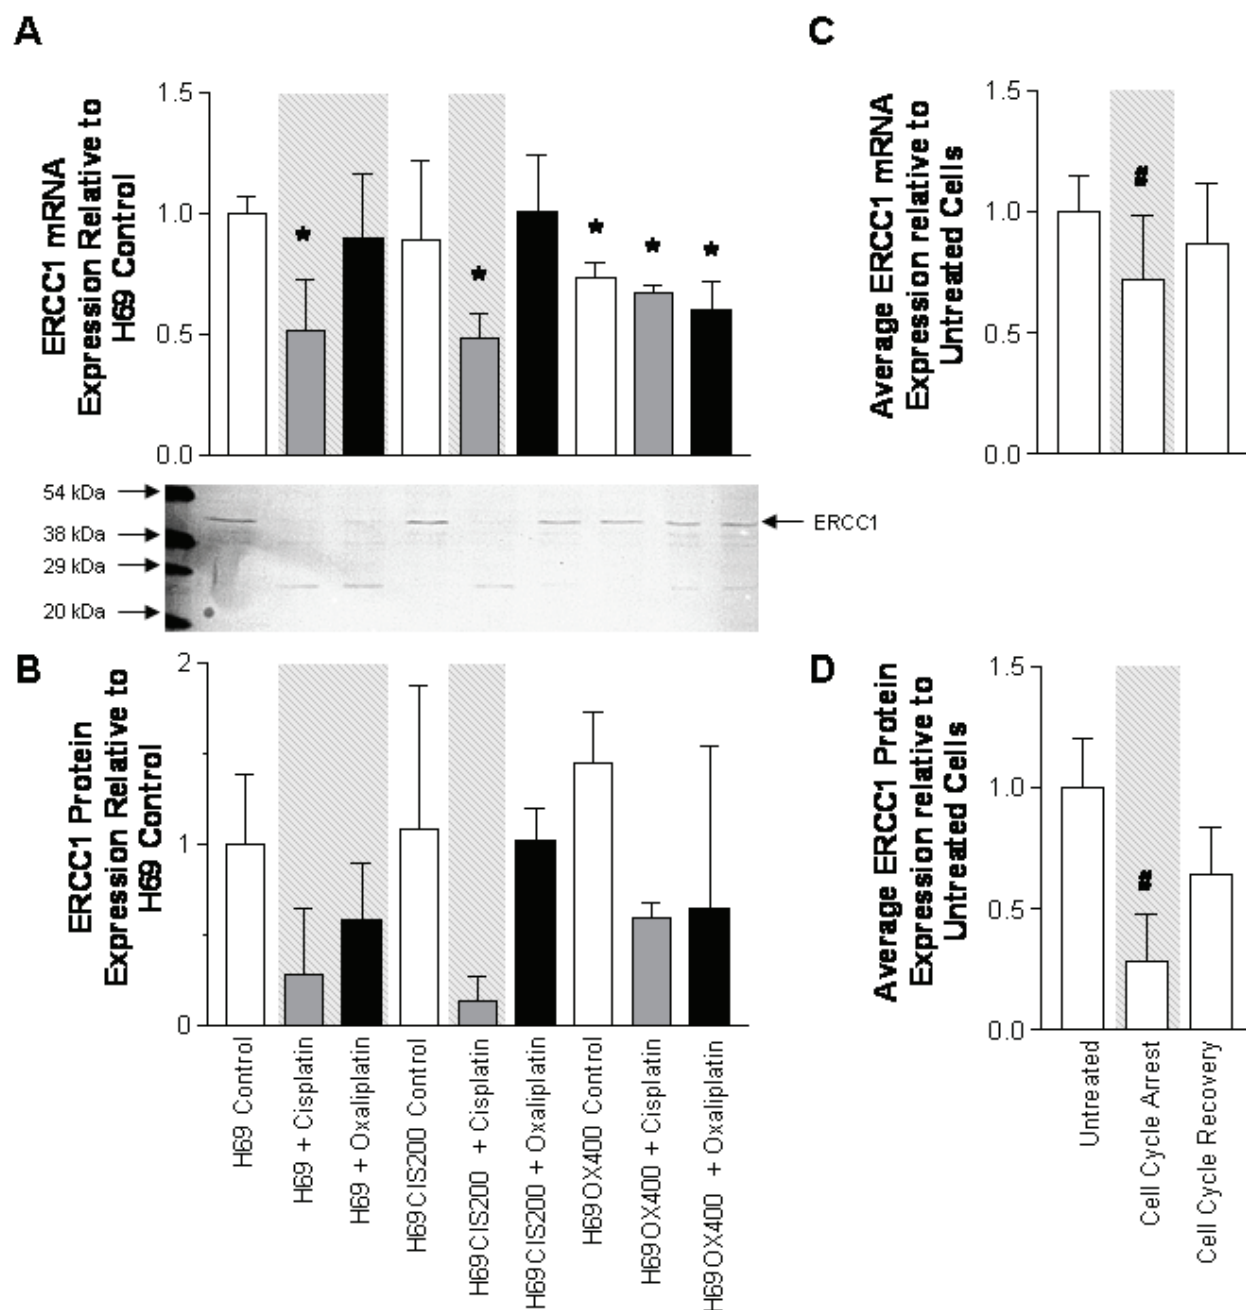 A
ERCC1 mRNA
Expression Relative to
H69 Control
1.5
1.0
0.5
0.0
*
*
*
*
*
54 kDa
38 kDa
29 kDa
20 kDa
ERCC1
B
ERCC1 Protein
Expression Relative to
H69 Control
2
1
0
H69 Control
H69 + Cisplatin
H69 + Oxaliplatin
H69CIS200 Control
H69CIS200 + Cisplatin
H69CIS200 + Oxaliplatin
H69OX400 Control
H69OX400 + Cisplatin
H69OX400 + Oxaliplatin
C
Average ERCC1 mRNA
Expression relative to
Untreated Cells
1.5
1.0
0.5
0.0
#
D
Average ERCC1 Protein
Expression relative to
Untreated Cells
1.5
1.0
0.5
0.0
#
Untreated
Cell Cycle Arrest
Cell Cycle Recovery